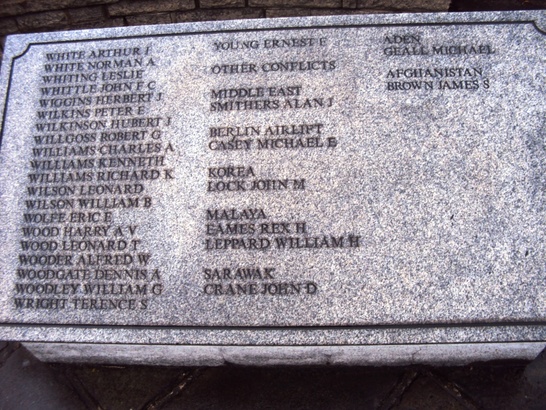 WHITE ARTHUR J
WHITE NORMAN A
WHITING LESLIE
WHITTLE JOHN F C
WIGGINS HERBERT J
WILKINS PETER E
WILKINSON HUBERT J
WILLGOSS ROBERT G
WILLIAMS CHARLES A
WILLIAMS KENNETH
WILLIAMS RICHARD K
WILSON LEONARD
WILSON WILLIAM B
WOLFE ERIC E
WOOD HARRY A V
WOOD LEONARD T
WOODER ALFRED W
WOODGATE DENNIS A
WOODLEY WILLIAM G
WRIGHT TERENCE S
YOUNG ERNEST F
OTHER CONFLICTS
MIDDLE EAST
SMITHERS ALAN J
BERLIN AIRLIFT
CASEY MICHAEL E
KOREA
LOCK JOHN M
MALAYA
EAMES REX H
LEPPARD WILLIAM H
SARAWAK
CRANE JOHN D
ADEN
GEALL MICHAEL
AFGHANISTAN
BROWN JAMES S